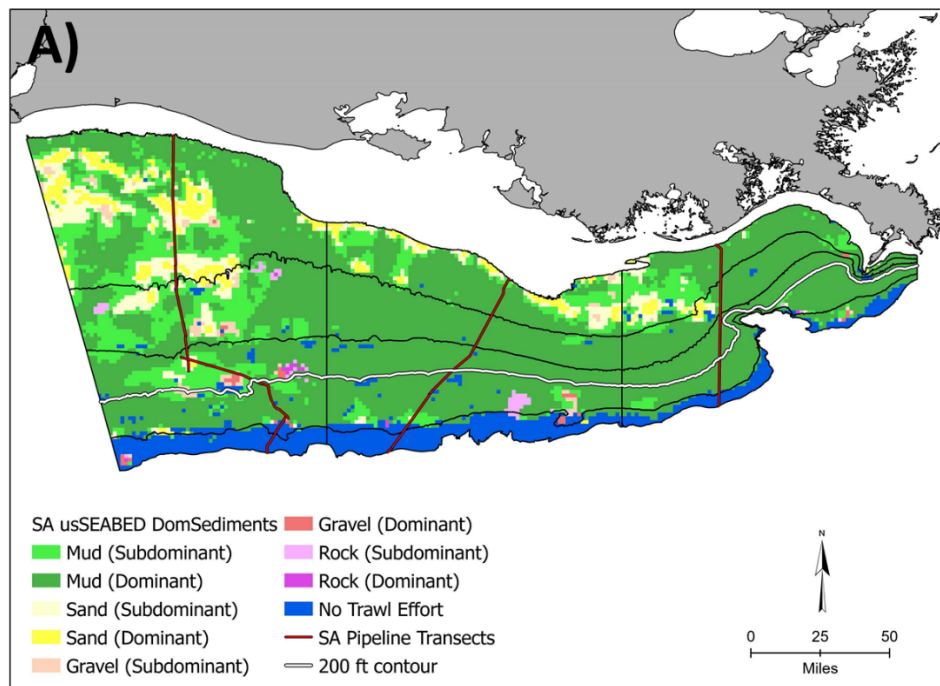 A)
SA usSEABED DomSediments
Mud (Subdominant)
Mud (Dominant)
Sand (Subdominant)
Sand (Dominant)
Gravel (Subdominant)
Gravel (Dominant)
Rock (Subdominant)
Rock (Dominant)
No Trawl Effort
SA Pipeline Transects
200 ft contour
N
0 25 50
Miles